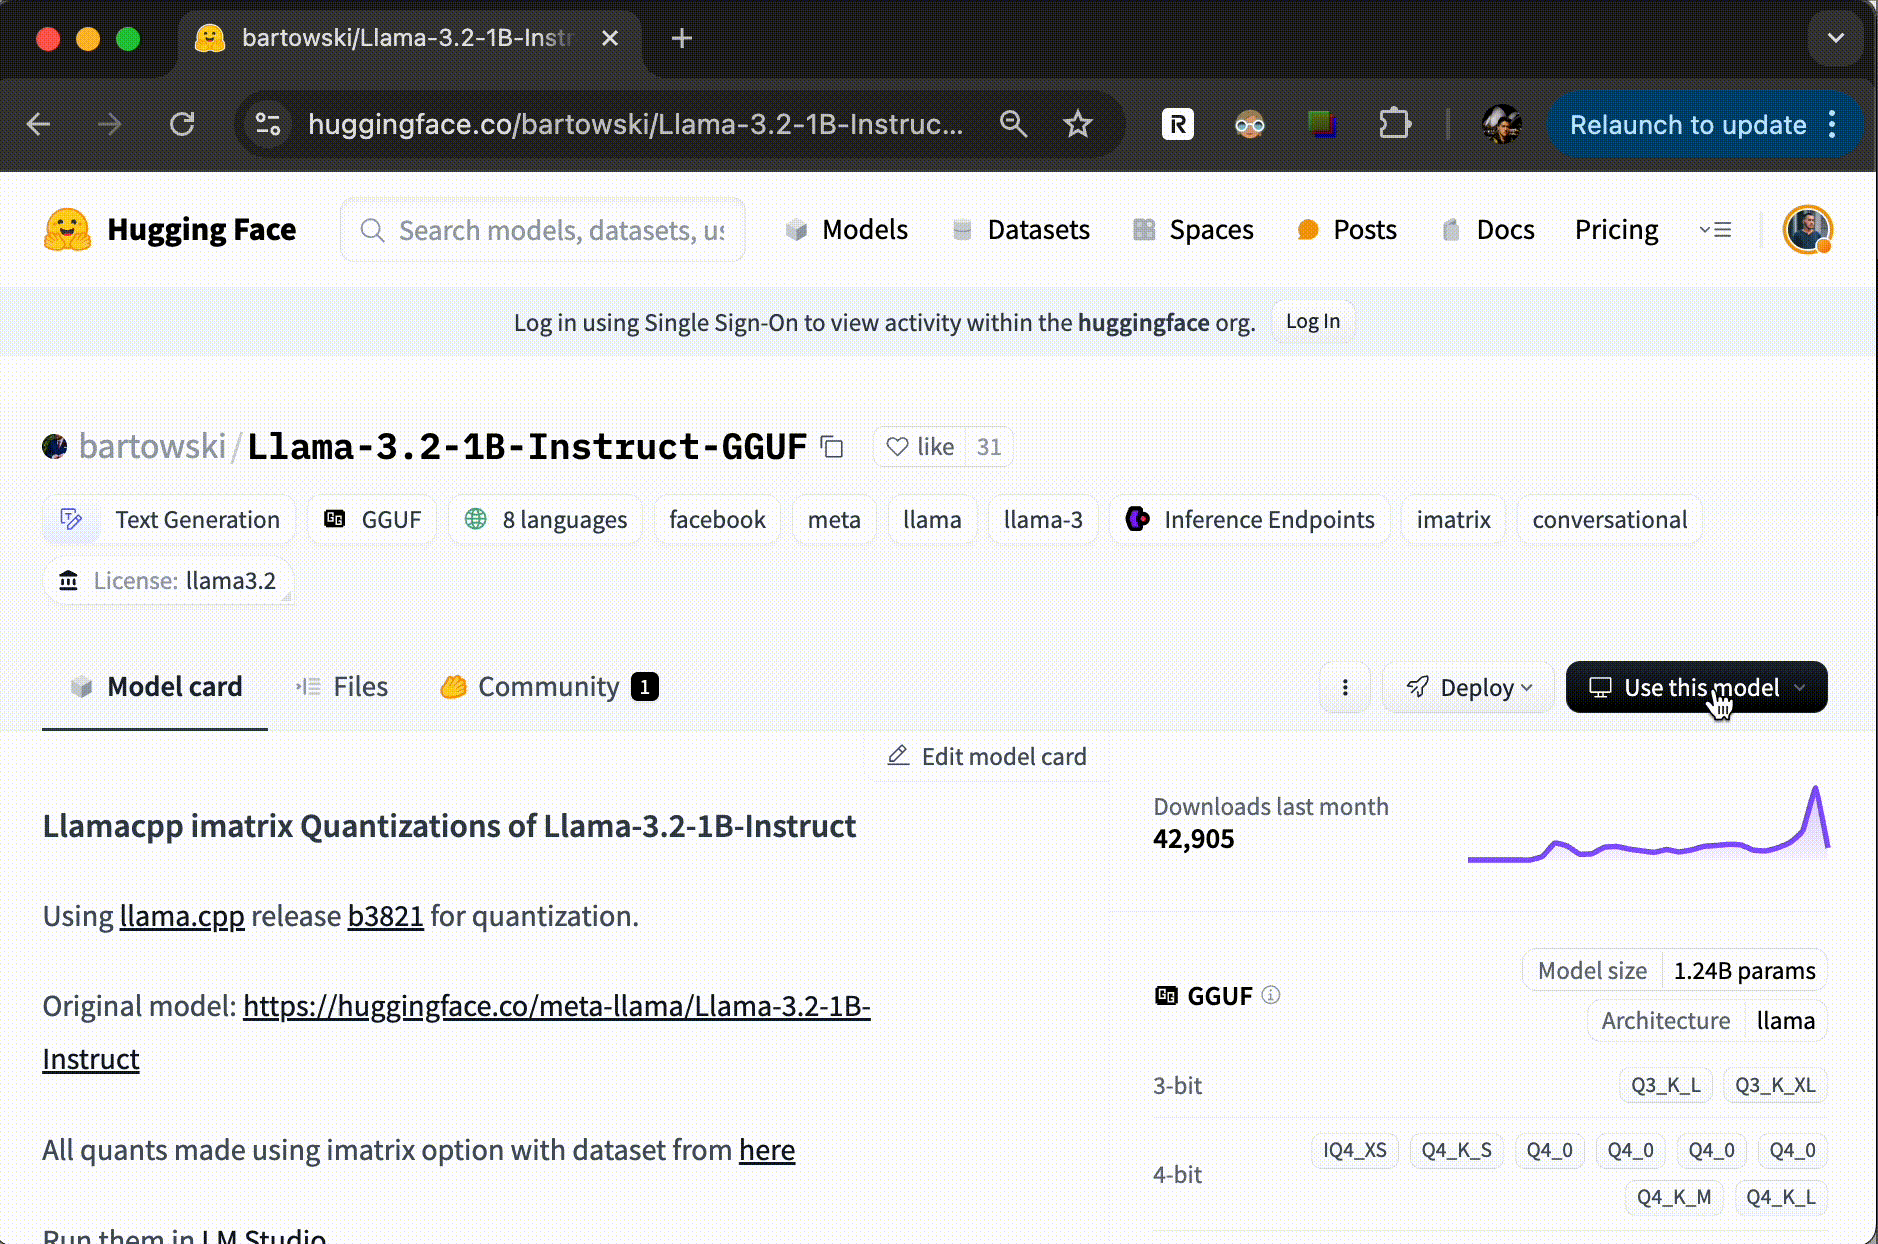 bartowski/Llama-3.2-1B-Instr
huggingface.co/bartowski/Llama-3.2-1B-Instruc...
R
Relaunch to update
Hugging Face
Search models, datasets, us
Models
Datasets
Spaces
Posts
Docs
Pricing
Log in using Single Sign-On to view activity within the huggingface org.
Log In
bartowski/Llama-3.2-1B-Instruct-GGUF
like 31
Text Generation
GGUF
8 languages
facebook
meta
llama
llama-3
Inference Endpoints
imatrix
conversational
License: llama3.2
Model card
Files
Community 1
Deploy
Use this model
Edit model card
Llamacpp imatrix Quantizations of Llama-3.2-1B-Instruct
Using llama.cpp release b3821 for quantization.
Original model: https://huggingface.co/meta-llama/Llama-3.2-1B-
Instruct
All quants made using imatrix option with dataset from here
Run them in LM Studio
Downloads last month
42,905
GGUF
Model size 1.24B params
Architecture llama
3-bit
Q3_K_L Q3_K_XL
4-bit
IQ4_XS Q4_K_S Q4_0 Q4_0 Q4_0 Q4_0
Q4_K_M Q4_K_L